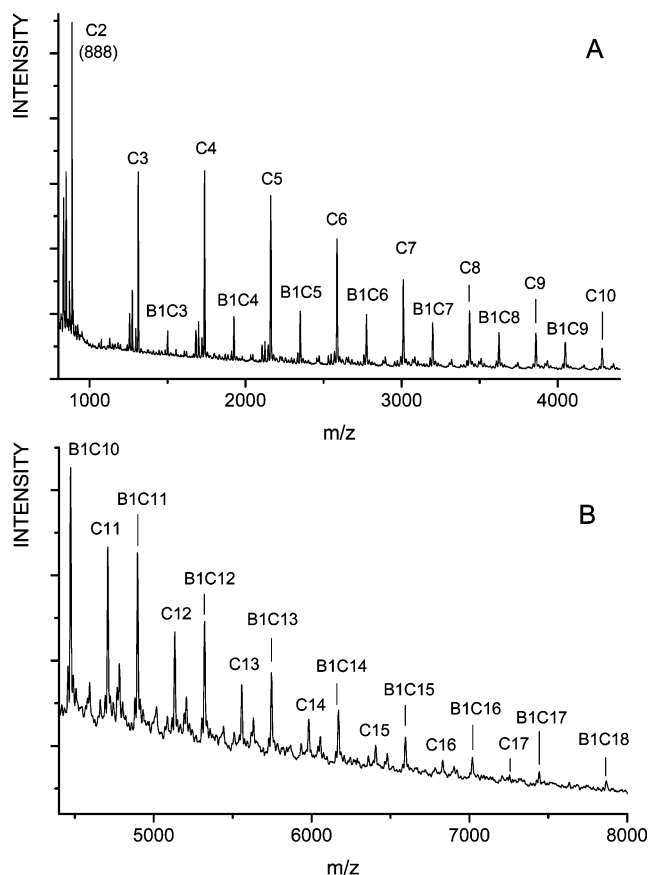 INTENSITY
A
C2
(888)
C3
C4
C5
C6
C7
C8
C9
C10
B1C3
B1C4
B1C5
B1C6
B1C7
B1C8
B1C9
1000
2000
3000
4000
m/z
INTENSITY
B
B1C10
C11
B1C11
C12
B1C12
C13
B1C13
C14
B1C14
C15
B1C15
C16
B1C16
C17
B1C17
B1C18
5000
6000
7000
8000
m/z